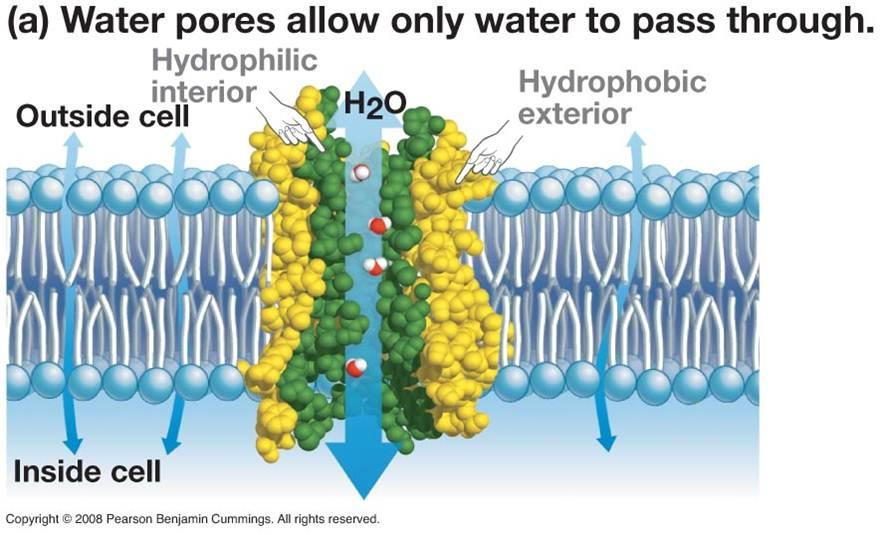 (a) Water pores allow only water to pass through.
Hydrophilic
interior
Outside cell
H2O
Hydrophobic
exterior
Inside cell
Copyright © 2008 Pearson Benjamin Cummings. All rights reserved.